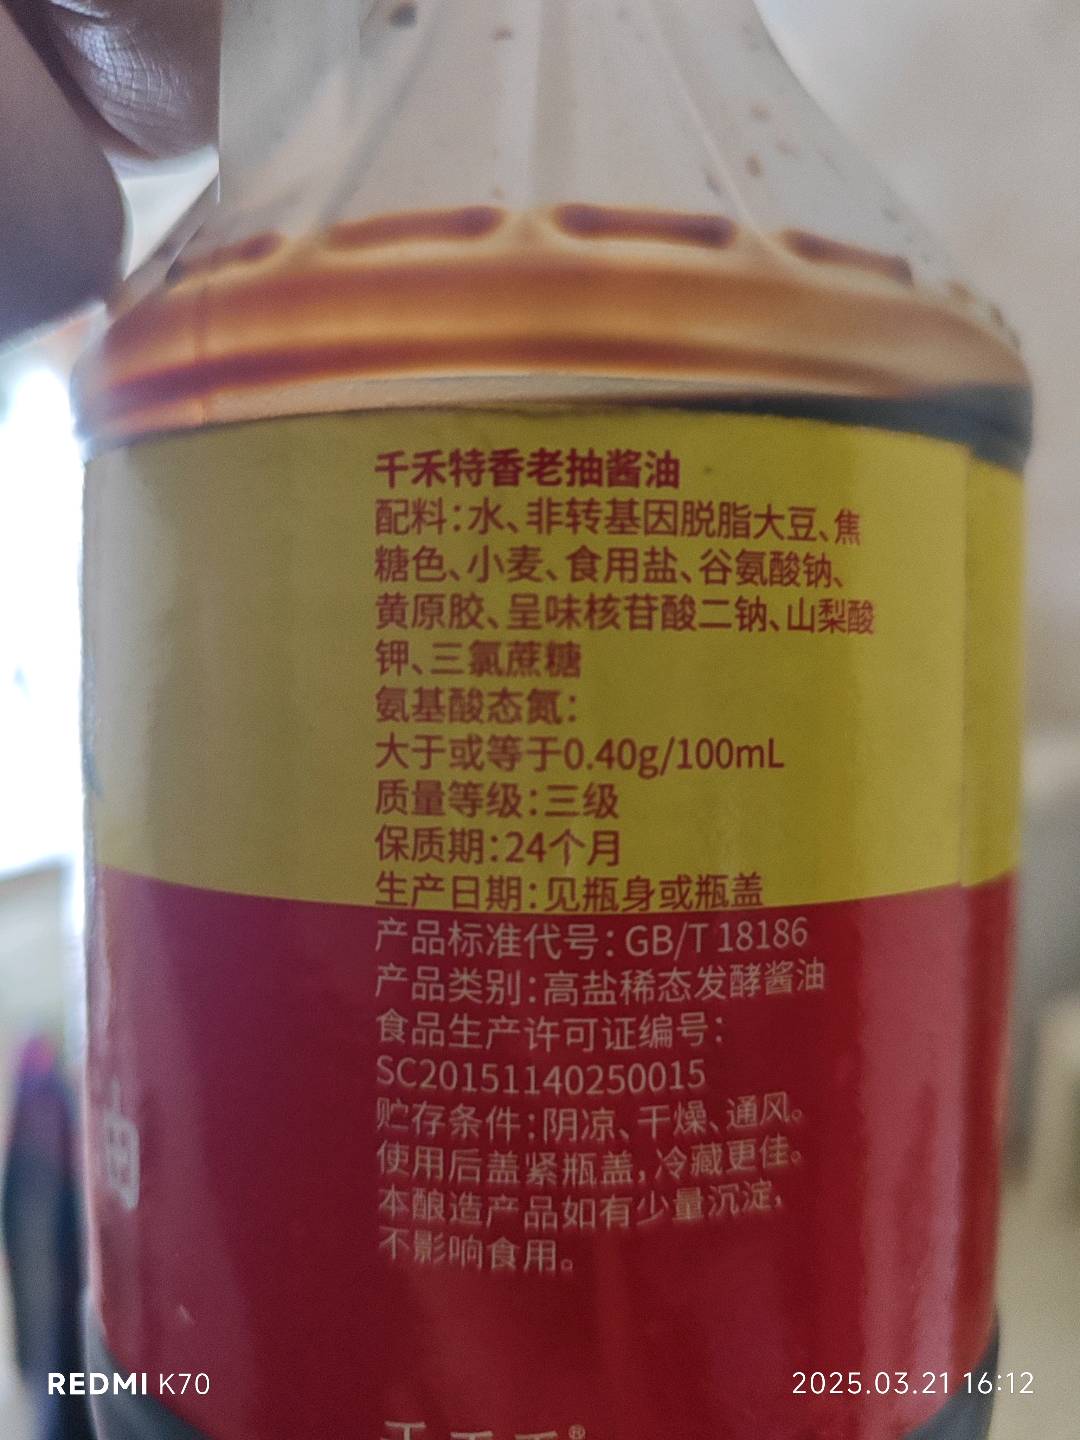 千禾特香老抽酱油
配料:水、非转基因脱脂大豆、焦
糖色、小麦、食用盐、谷氨酸钠、
黄原胶、呈味核苷酸二钠、山梨酸
钾、三氯蔗糖
氨基酸态氮:
大于或等于0.40g/100mL
质量等级:三级
保质期:24个月
生产日期:见瓶身或瓶盖
产品标准代号:GB/T 18186
产品类别:高盐稀态发酵酱油
食品生产许可证编号:
SC20151140250015
贮存条件:阴凉、干燥、通风。
使用后盖紧瓶盖,冷藏更佳。
本酿造产品如有少量沉淀,
不影响食用。
REDMI K70
2025.03.21 16:12